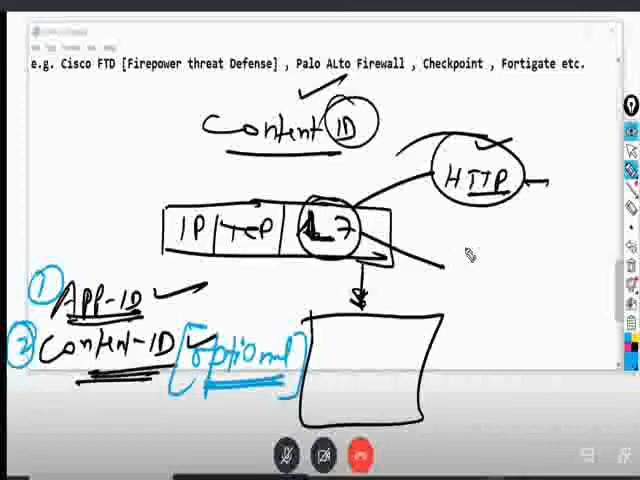 e.g. Cisco FTD [Firepower threat Defense] , Palo ALto Firewall , Checkpoint , Fortigate etc.
Content ID
HTTP
IP TCP L7
① APP-ID
② Content-ID [optional]